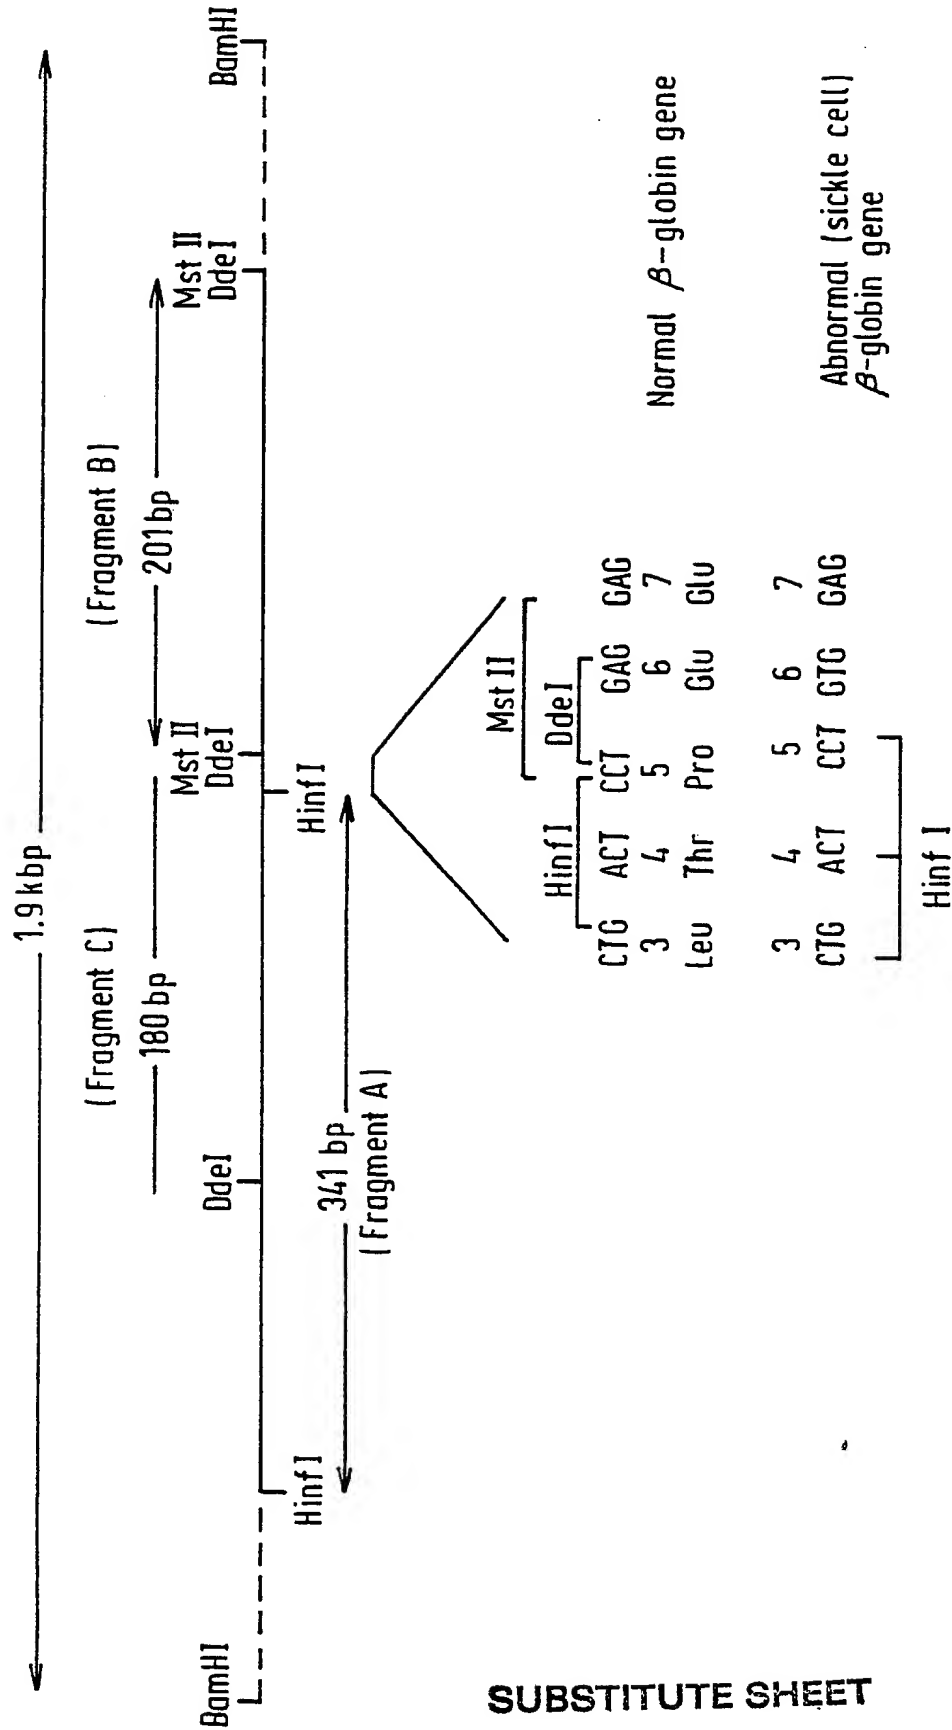 1.9 kbp
(Fragment C) (Fragment B)
180 bp 201 bp
BamHI DdeI Mst II Mst II BamHI
DdeI DdeI
HinfI HinfI
341 bp
(Fragment A)
Mst II
HinfI DdeI
CTG ACT CCT GAG GAG Normal β-globin gene
3 4 5 6 7
Leu Thr Pro Glu Glu
3 4 5 6 7
CTG ACT CCT GTG GAG Abnormal (sickle cell)
β-globin gene
Hinf I
SUBSTITUTE SHEET